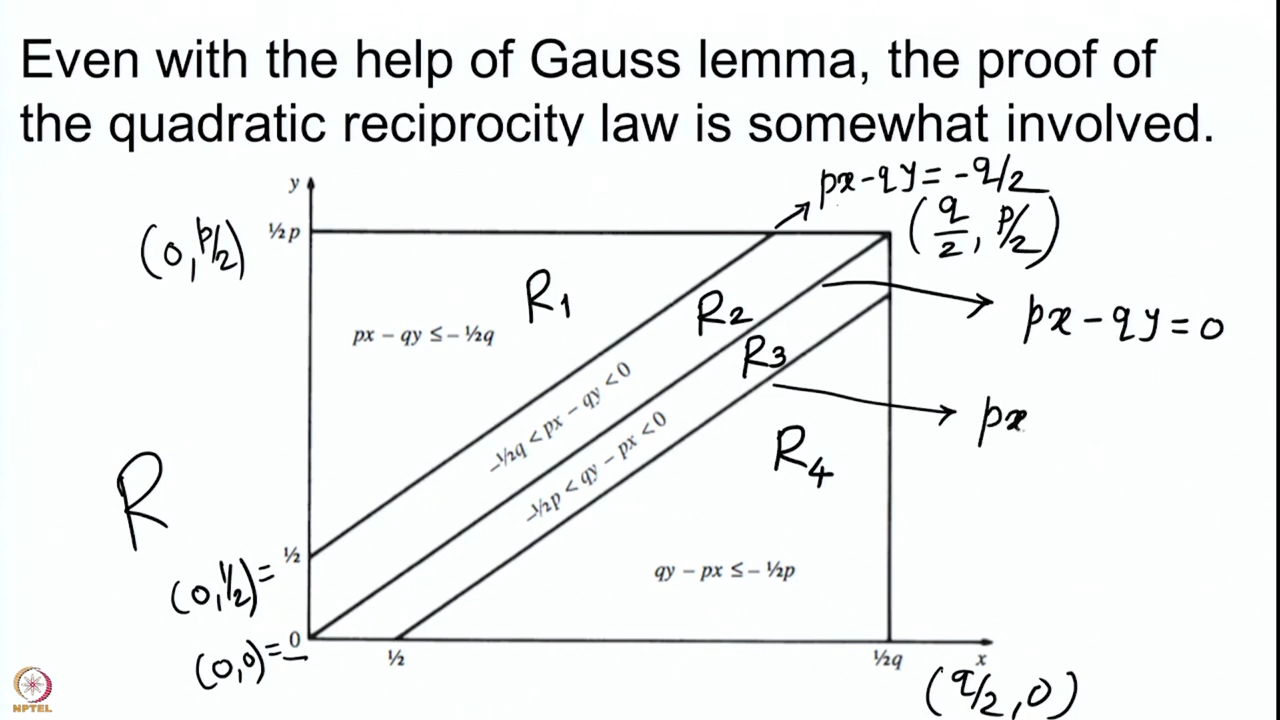 Even with the help of Gauss lemma, the proof of
the quadratic reciprocity law is somewhat involved.
px-qy = -q/2
y
(0, p/2)
½p
(q/2, p/2)
R1
R2
px - qy = 0
px − qy ≤ − ½q
R3
−½q < px − qy < 0
px
−½p < qy − px < 0
R4
R
½
(0, ½) =
qy − px ≤ − ½p
0
(0,0) =
½
½q
x
(q/2, 0)
NPTEL